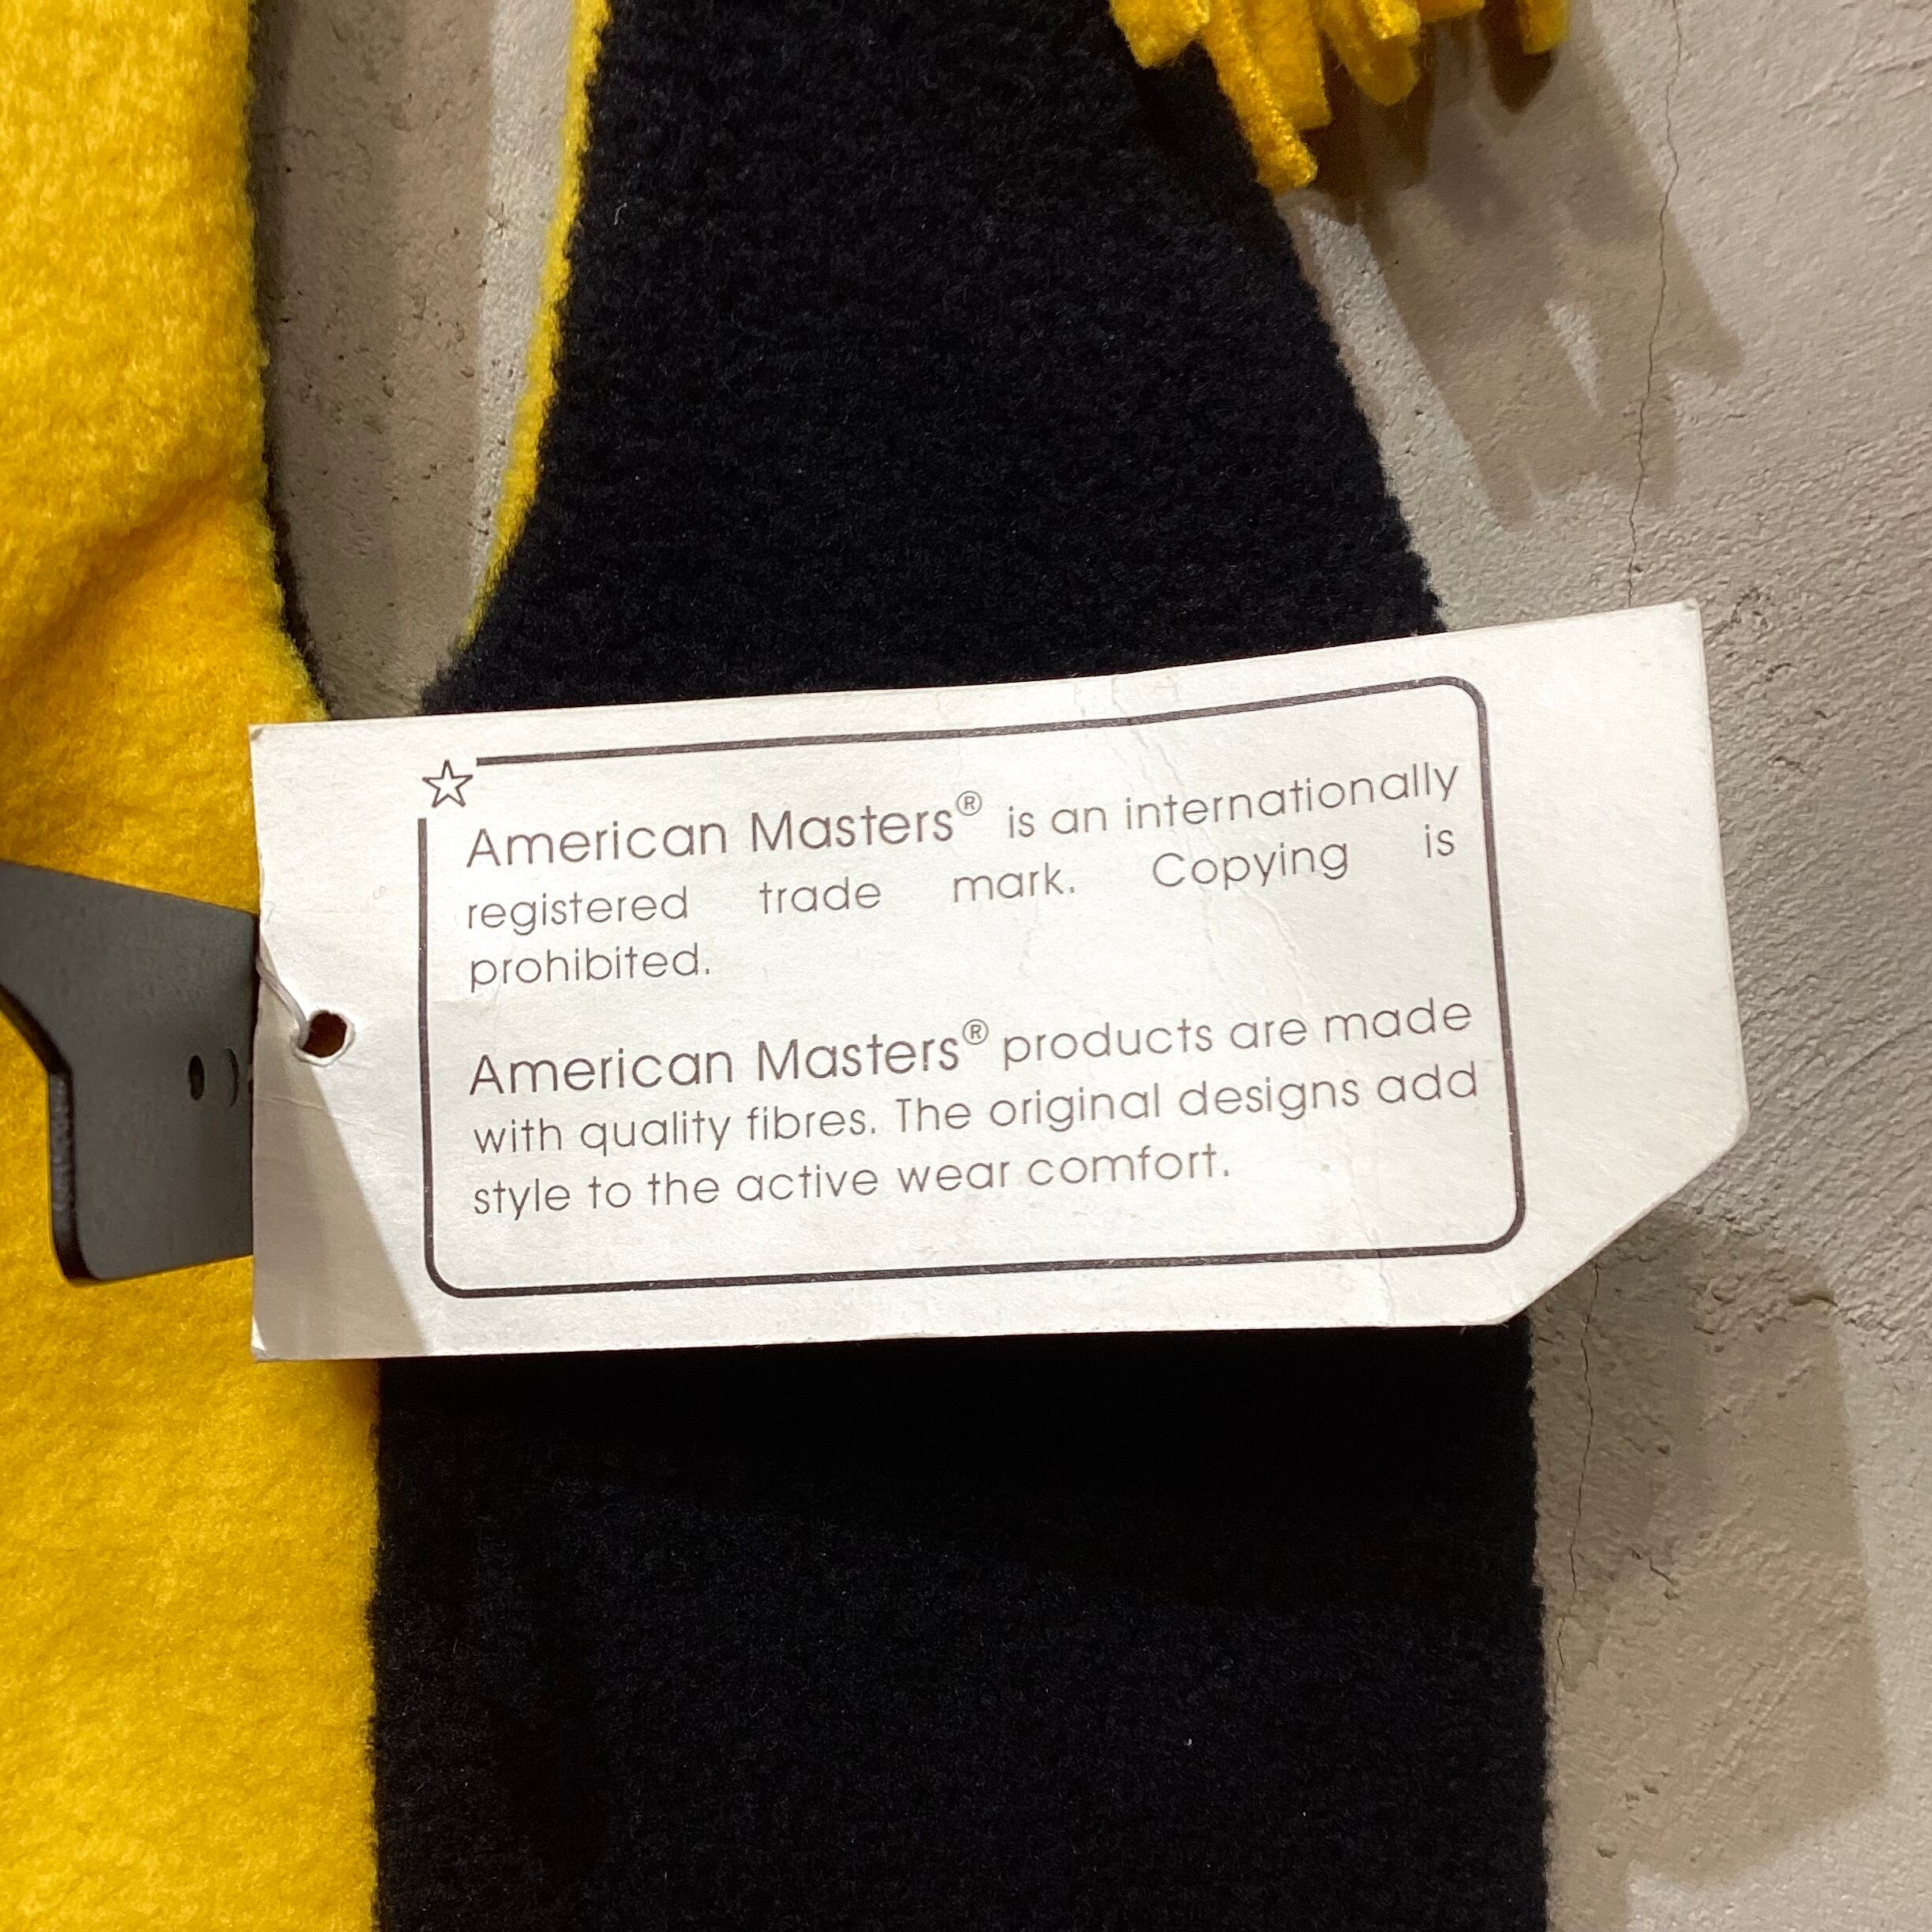 American Masters® is an internationally
registered trade mark. Copying is
prohibited.
American Masters® products are made
with quality fibres. The original designs add
style to the active wear comfort.